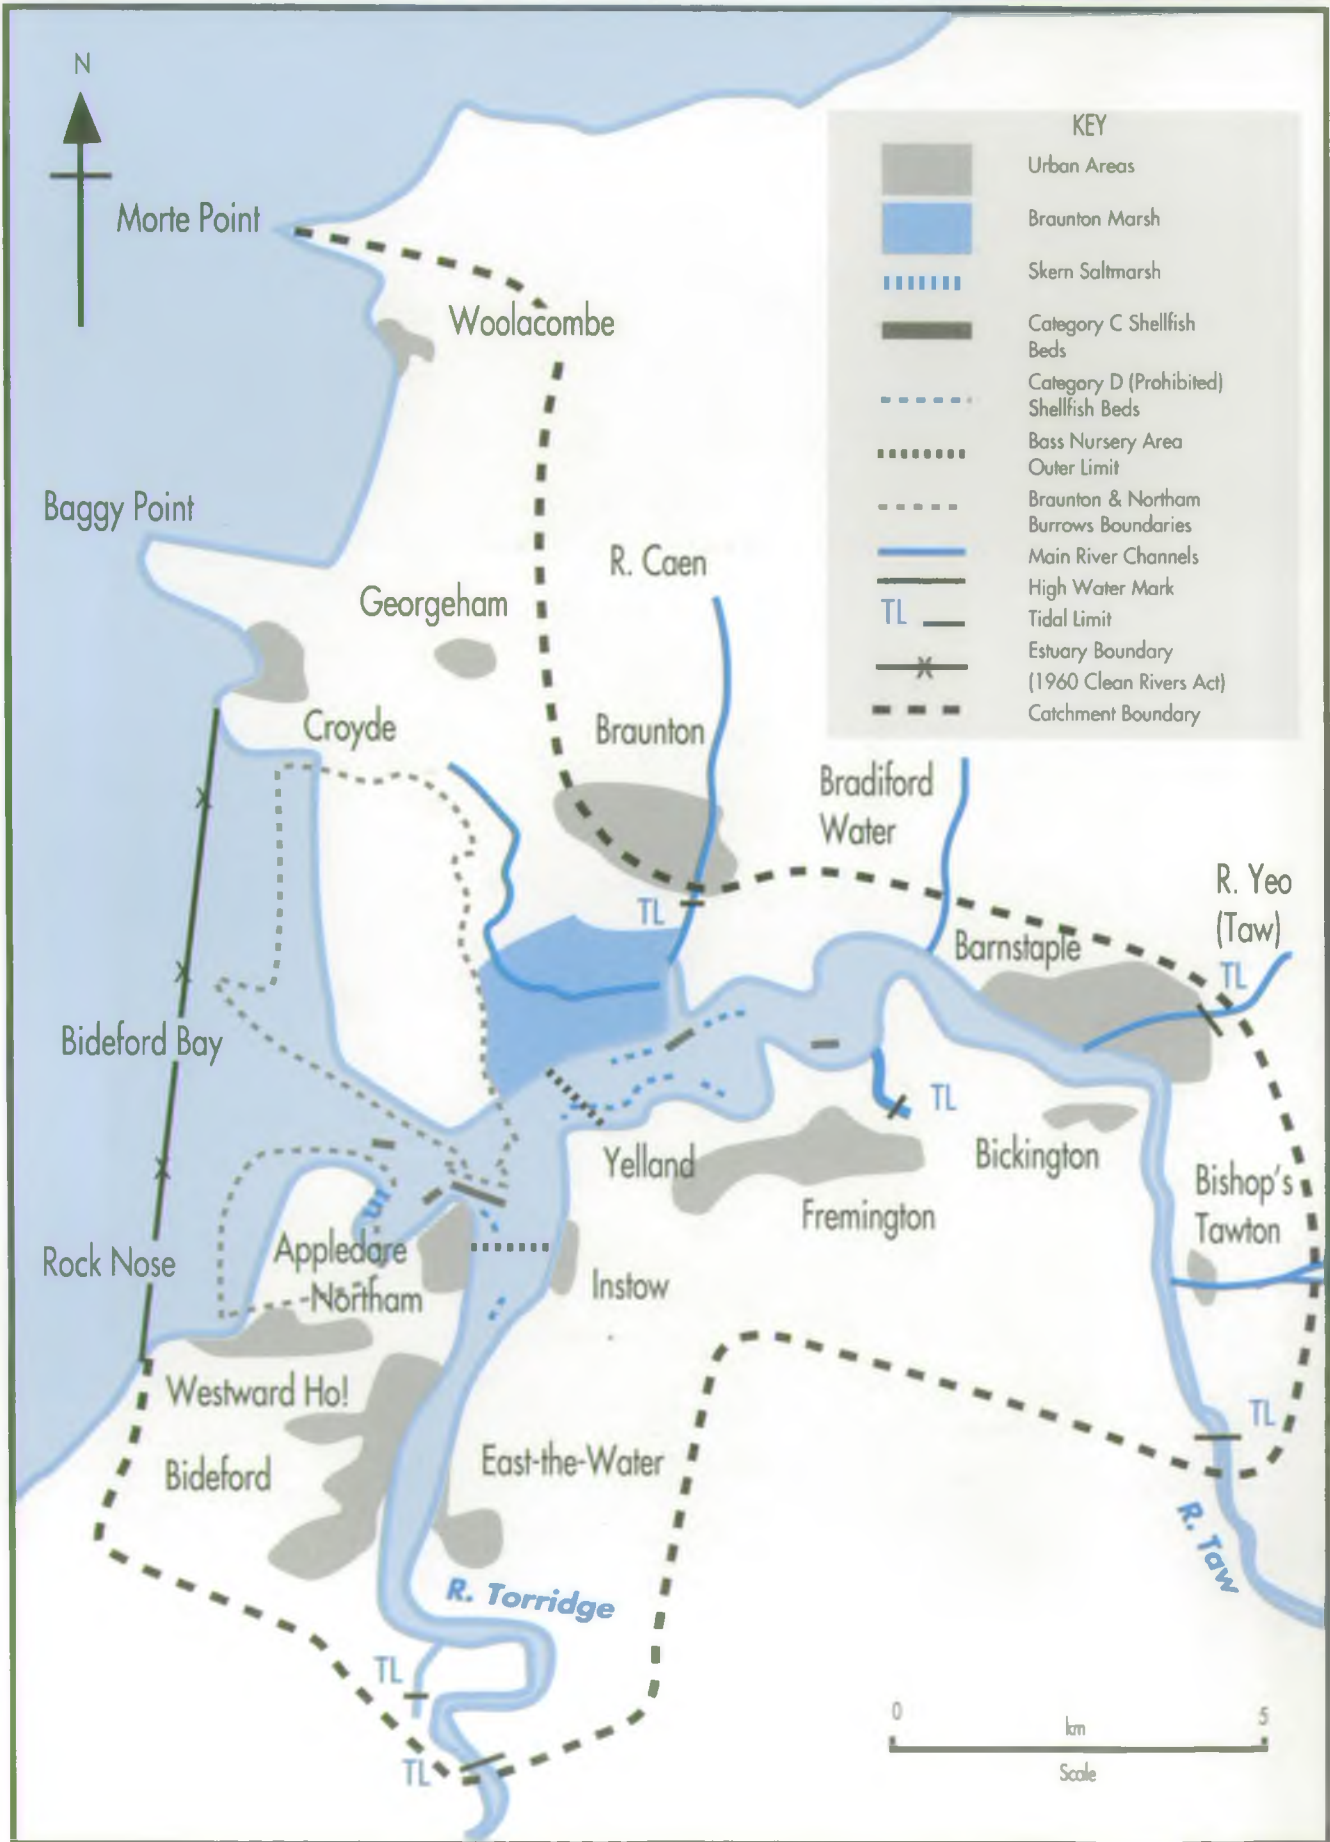 N
KEY
Urban Areas
Braunton Marsh
Skern Saltmarsh
Category C Shellfish
Beds
Category D (Prohibited)
Shellfish Beds
Bass Nursery Area
Outer Limit
Braunton & Northam
Burrows Boundaries
Main River Channels
High Water Mark
TL
Tidal Limit
Estuary Boundary
(1960 Clean Rivers Act)
X
Catchment Boundary
Morte Point
Woolacombe
Baggy Point
R. Caen
Georgeham
Croyde
Braunton
Bradiford
Water
X
R. Yeo
(Taw)
TL
Barnstaple
TL
X
Bideford Bay
TL
Yelland
Bickington
X
Bishop's
Tawton
Fremington
Appledare
Rock Nose
Northam
Instow
Westward Ho!
TL
Bideford
East-the-Water
R. Taw
R. Torridge
TL
TL
0
5
km
Scale